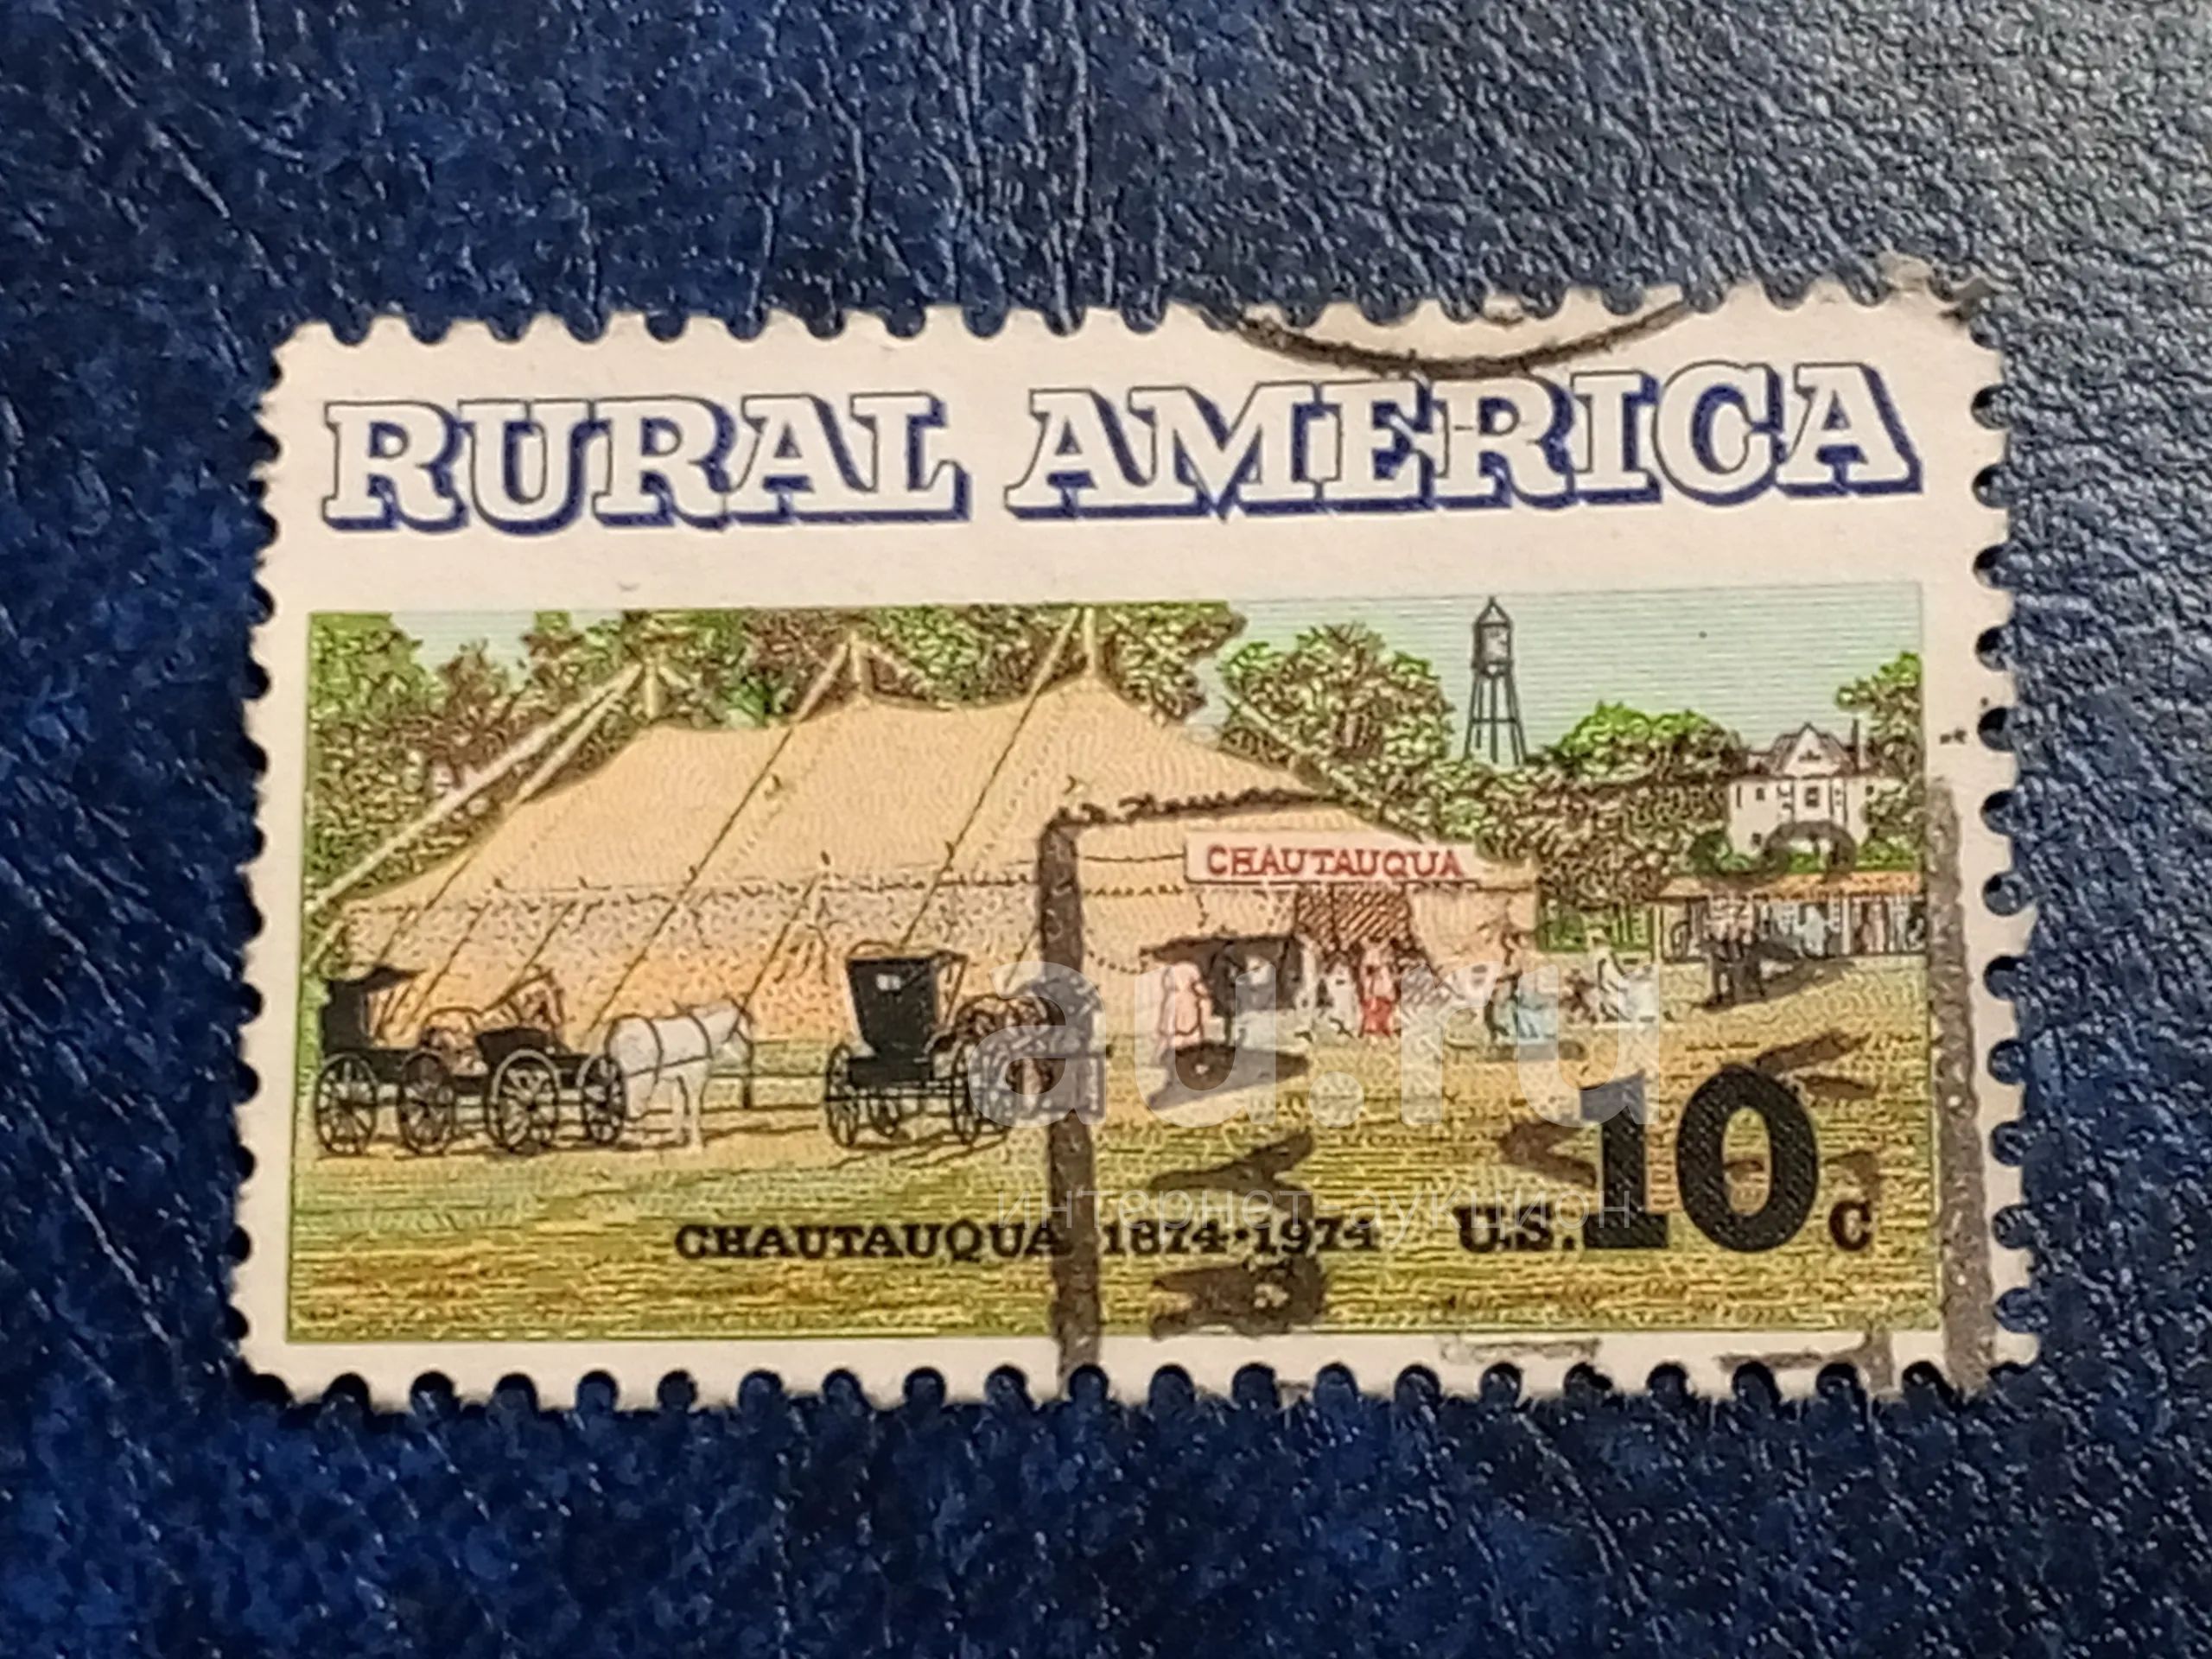 RURAL AMERICA
CHAUTAUQUA
au.ru
интернет аукцион
CHAUTAUQUA 1874·1974 U.S. 10c